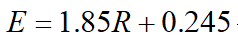 E = 1.85R + 0.245